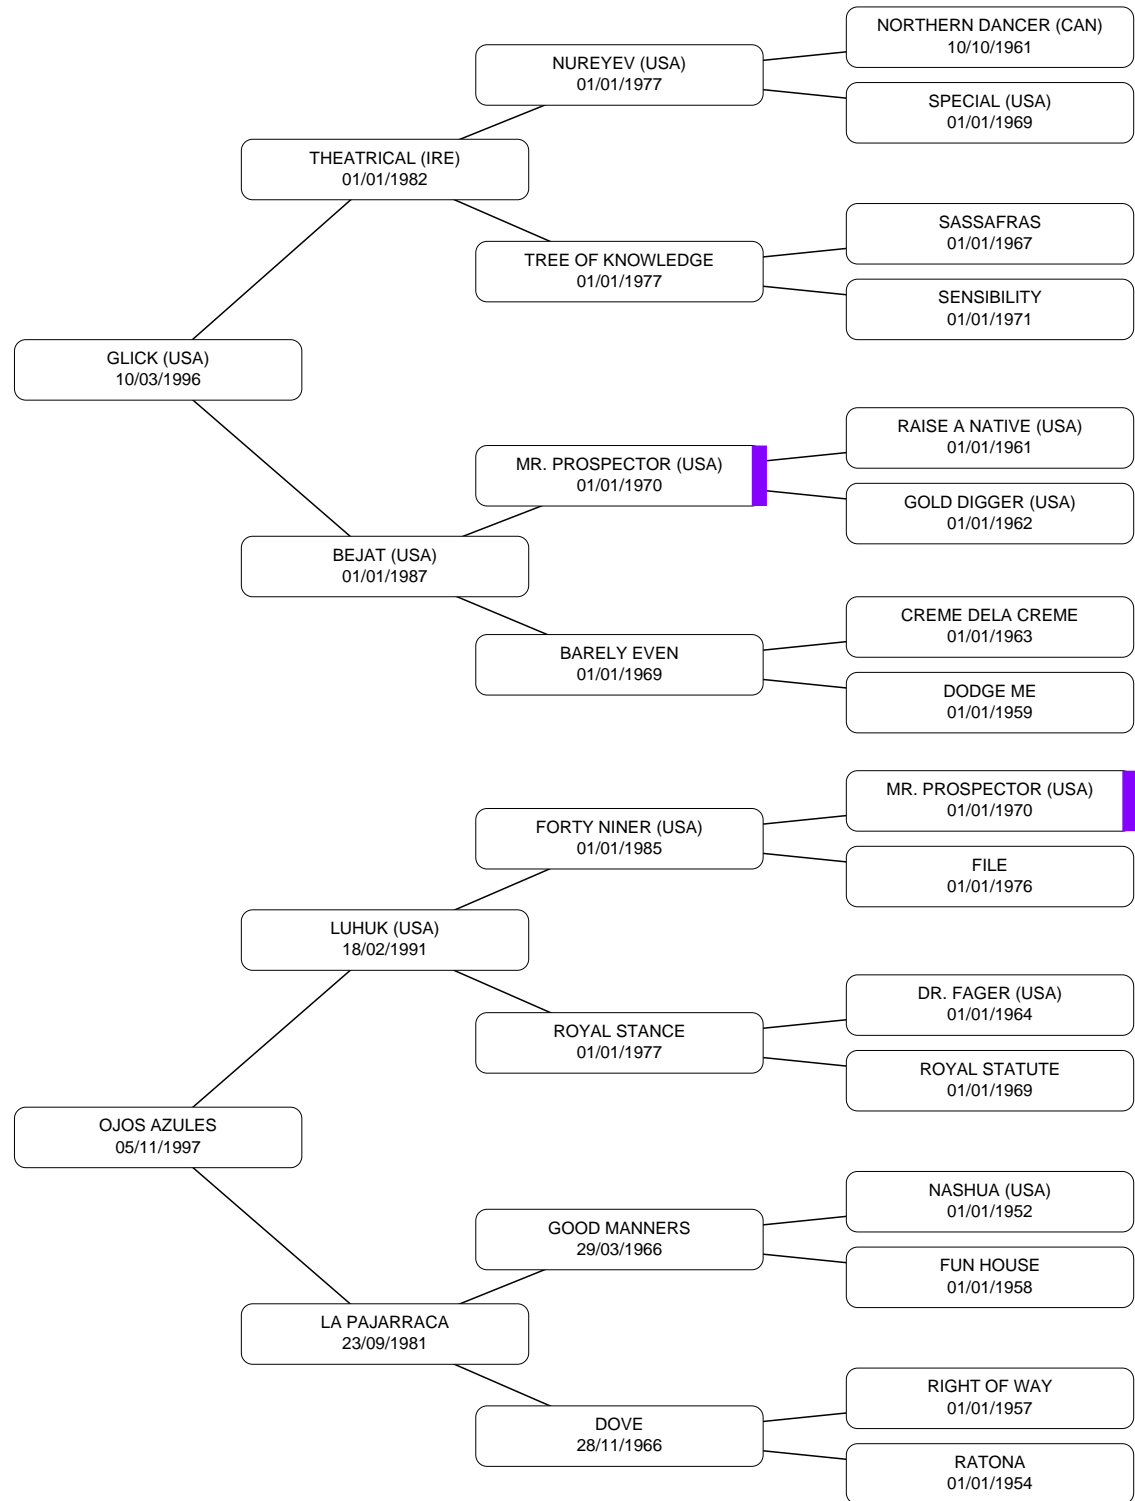 NORTHERN DANCER (CAN)
10/10/1961
NUREYEV (USA)
01/01/1977
SPECIAL (USA)
01/01/1969
THEATRICAL (IRE)
01/01/1982
SASSAFRAS
01/01/1967
TREE OF KNOWLEDGE
01/01/1977
SENSIBILITY
01/01/1971
GLICK (USA)
10/03/1996
RAISE A NATIVE (USA)
01/01/1961
MR. PROSPECTOR (USA)
01/01/1970
GOLD DIGGER (USA)
01/01/1962
BEJAT (USA)
01/01/1987
CREME DELA CREME
01/01/1963
BARELY EVEN
01/01/1969
DODGE ME
01/01/1959
MR. PROSPECTOR (USA)
01/01/1970
FORTY NINER (USA)
01/01/1985
FILE
01/01/1976
LUHUK (USA)
18/02/1991
DR. FAGER (USA)
01/01/1964
ROYAL STANCE
01/01/1977
ROYAL STATUTE
01/01/1969
OJOS AZULES
05/11/1997
NASHUA (USA)
01/01/1952
GOOD MANNERS
29/03/1966
FUN HOUSE
01/01/1958
LA PAJARRACA
23/09/1981
RIGHT OF WAY
01/01/1957
DOVE
28/11/1966
RATONA
01/01/1954